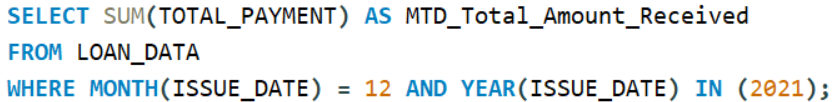 SELECT SUM(TOTAL_PAYMENT) AS MTD_Total_Amount_Received
FROM LOAN_DATA
WHERE MONTH(ISSUE_DATE) = 12 AND YEAR(ISSUE_DATE) IN (2021);